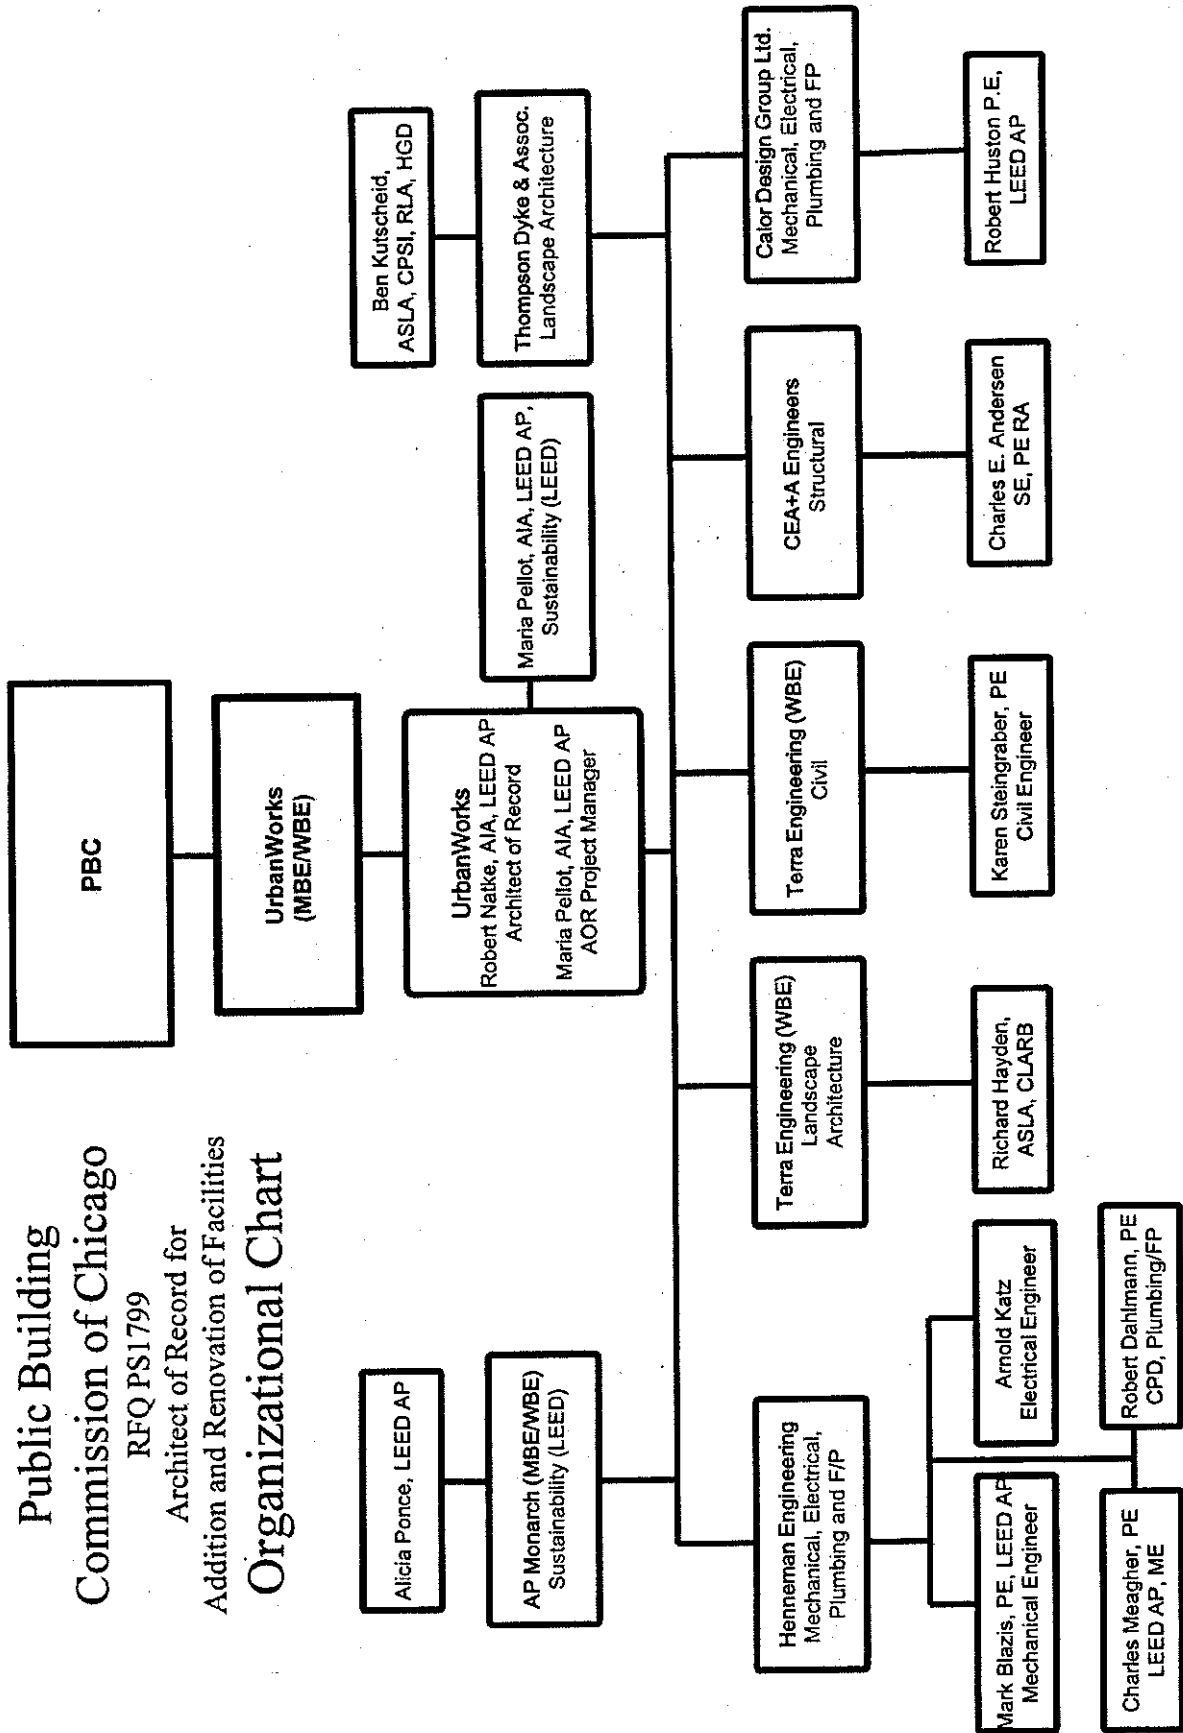 Public Building
Commission of Chicago
RFQ PS1799
Architect of Record for
Addition and Renovation of Facilities
Organizational Chart
PBC
UrbanWorks
(MBE/WBE)
UrbanWorks
Robert Natke, AIA, LEED AP
Architect of Record
Maria Pellot, AIA, LEED AP
AOR Project Manager
Maria Pellot, AIA, LEED AP,
Sustainability (LEED)
Alicia Ponce, LEED AP
AP Monarch (MBE/WBE)
Sustainability (LEED)
Ben Kutscheid,
ASLA, CPSI, RLA, HGD
Thompson Dyke & Assoc.
Landscape Architecture
Henneman Engineering
Mechanical, Electrical,
Plumbing and F/P
Terra Engineering (WBE)
Landscape
Architecture
Terra Engineering (WBE)
Civil
CEA+A Engineers
Structural
Calor Design Group Ltd.
Mechanical, Electrical,
Plumbing and FP
Mark Blazis, PE, LEED AP
Mechanical Engineer
Arnold Katz
Electrical Engineer
Richard Hayden,
ASLA, CLARB
Karen Steingraber, PE
Civil Engineer
Charles E. Andersen
SE, PE RA
Robert Huston P.E,
LEED AP
Charles Meagher, PE
LEED AP, ME
Robert Dahlmann, PE
CPD, Plumbing/FP